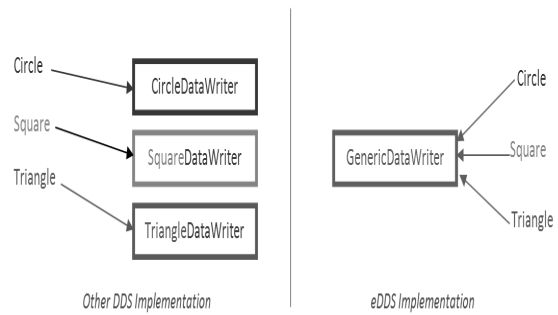 Circle
CircleDataWriter
Square
SquareDataWriter
Triangle
TriangleDataWriter
Other DDS Implementation
Circle
GenericDataWriter
Square
Triangle
eDDS Implementation